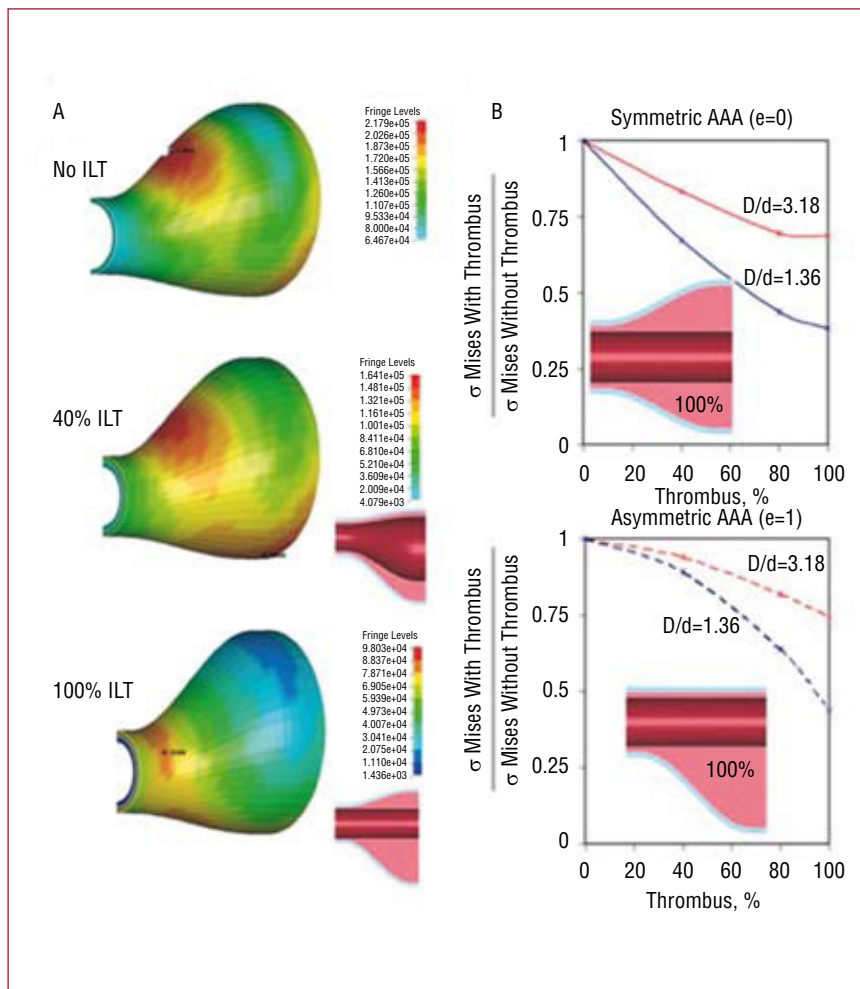 A
No ILT
Fringe Levels
2.179e+05
2.026e+05
1.873e+05
1.720e+05
1.566e+05
1.413e+05
1.260e+05
1.107e+05
9.533e+04
8.000e+04
6.467e+04
40% ILT
Fringe Levels
1.641e+05
1.481e+05
1.321e+05
1.161e+05
1.001e+05
8.411e+04
6.810e+04
5.210e+04
3.609e+04
2.009e+04
4.079e+03
100% ILT
Fringe Levels
9.803e+04
8.837e+04
7.871e+04
6.905e+04
5.939e+04
4.973e+04
4.007e+04
3.041e+04
2.075e+04
1.110e+04
1.436e+03
B
Symmetric AAA (e=0)
σ Mises With Thrombus
σ Mises Without Thrombus
1
0.75
0.5
0.25
0
D/d=3.18
D/d=1.36
100%
0 20 40 60 80 100
Thrombus, %
Asymmetric AAA (e=1)
σ Mises With Thrombus
σ Mises Without Thrombus
1
0.75
0.5
0.25
0
D/d=3.18
D/d=1.36
100%
0 20 40 60 80 100
Thrombus, %